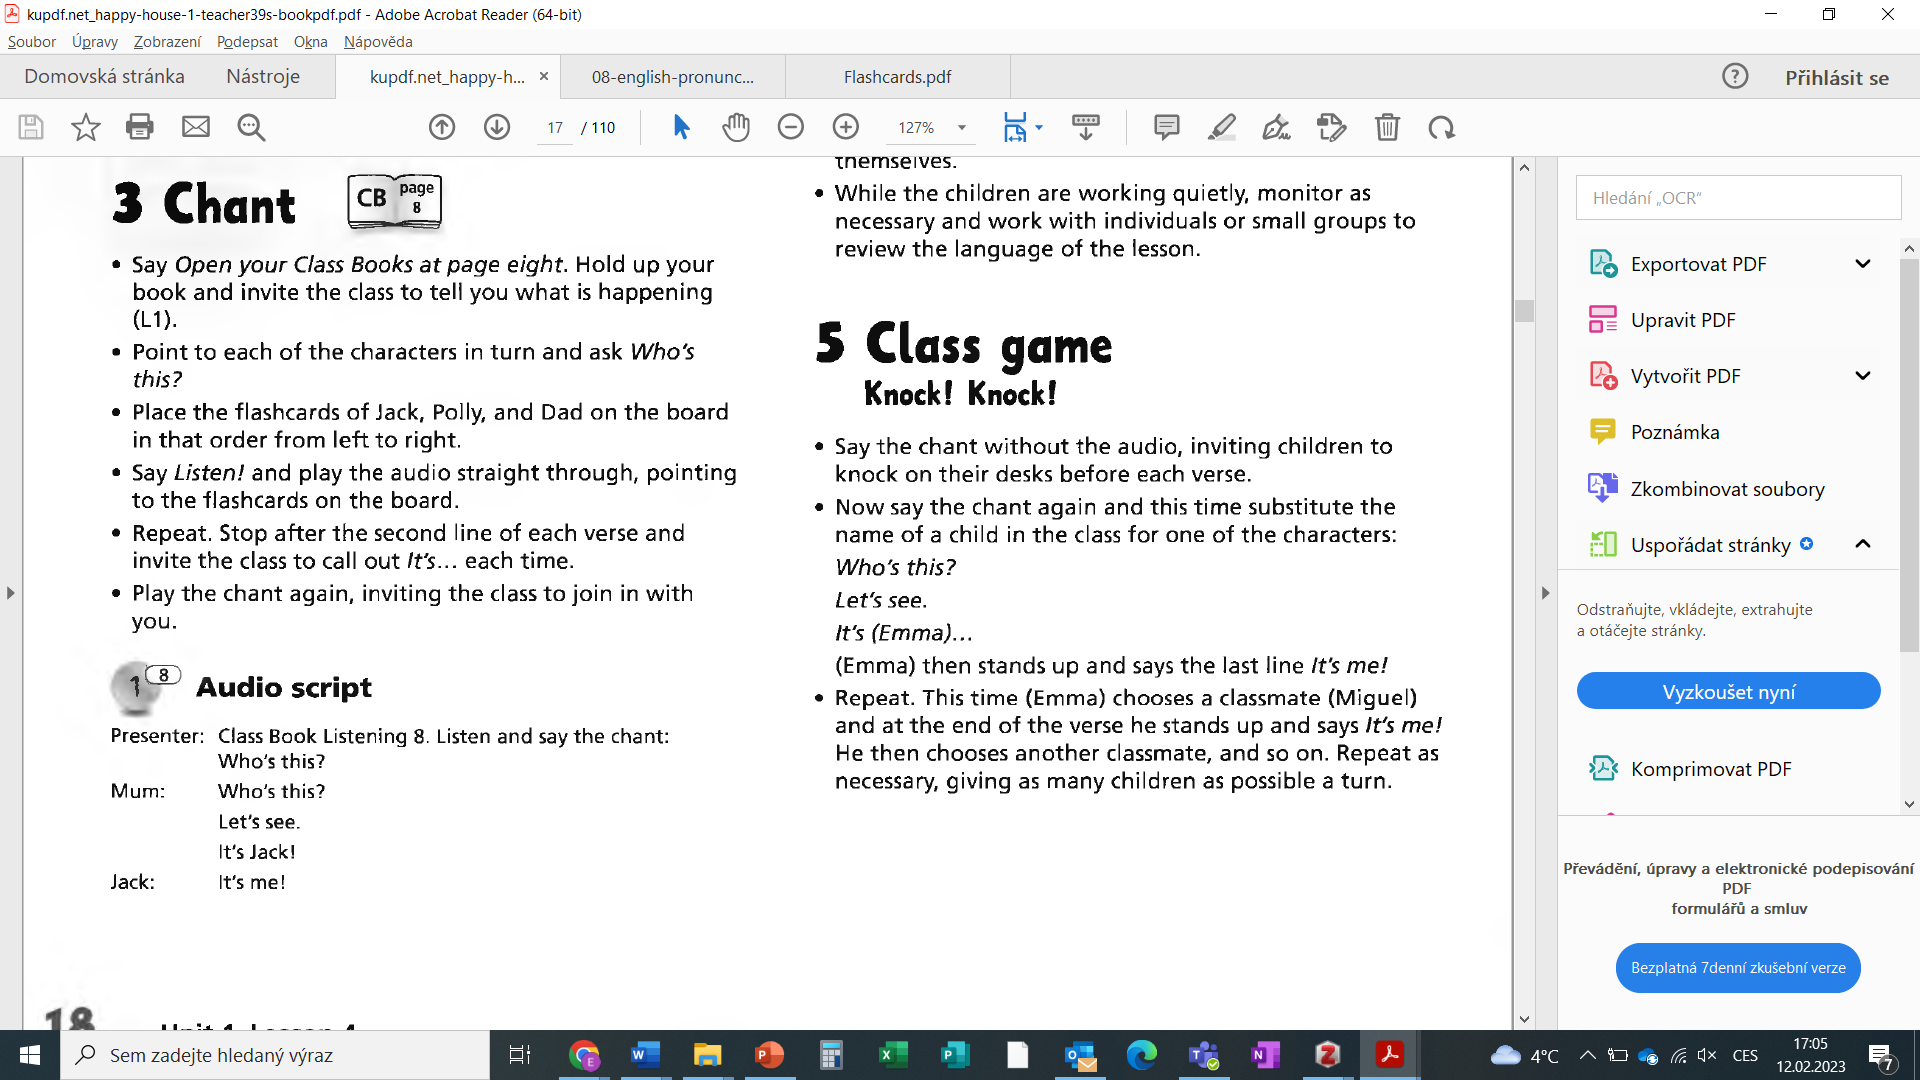 kupdf.net_happy-house-1-teacher39s-bookpdf.pdf - Adobe Acrobat Reader (64-bit)
Soubor Úpravy Zobrazení Podepsat Okna Nápověda
Domovská stránka Nástroje kupdf.net_happy-h... 08-english-pronunc... Flashcards.pdf Přihlásit se
17 / 110 127%
3 Chant
CB page 8
• Say Open your Class Books at page eight. Hold up your
book and invite the class to tell you what is happening
(L1).
• Point to each of the characters in turn and ask Who's
this?
• Place the flashcards of Jack, Polly, and Dad on the board
in that order from left to right.
• Say Listen! and play the audio straight through, pointing
to the flashcards on the board.
• Repeat. Stop after the second line of each verse and
invite the class to call out It's... each time.
• Play the chant again, inviting the class to join in with
you.
1 8 Audio script
Presenter: Class Book Listening 8. Listen and say the chant:
Who's this?
Mum: Who's this?
Let's see.
It's Jack!
Jack: It's me!
18 Unit 1 Lesson 4
themselves.
• While the children are working quietly, monitor as
necessary and work with individuals or small groups to
review the language of the lesson.
5 Class game
Knock! Knock!
• Say the chant without the audio, inviting children to
knock on their desks before each verse.
• Now say the chant again and this time substitute the
name of a child in the class for one of the characters:
Who's this?
Let's see.
It's (Emma)...
(Emma) then stands up and says the last line It's me!
• Repeat. This time (Emma) chooses a classmate (Miguel)
and at the end of the verse he stands up and says It's me!
He then chooses another classmate, and so on. Repeat as
necessary, giving as many children as possible a turn.
Hledání „OCR“
Exportovat PDF
Upravit PDF
Vytvořit PDF
Poznámka
Zkombinovat soubory
Uspořádat stránky
Odstraňujte, vkládejte, extrahujte
a otáčejte stránky.
Vyzkoušet nyní
Komprimovat PDF
Převádění, úpravy a elektronické podepisování
PDF
formulářů a smluv
Bezplatná 7denní zkušební verze
Sem zadejte hledaný výraz
4°C CES 17:05
12.02.2023
7